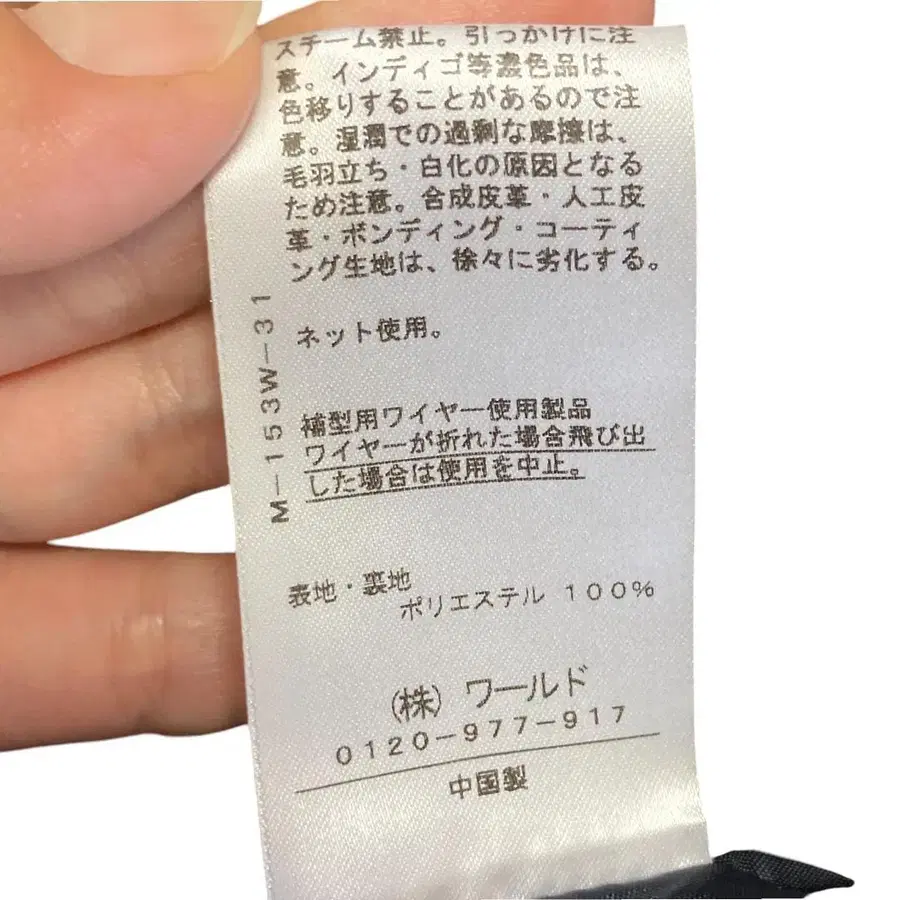 スチーム禁止。引っかけに注
意。インディゴ等濃色品は、
色移りすることがあるので注
意。湿潤での過剰な摩擦は、
毛羽立ち・白化の原因となる
ため注意。合成皮革・人工皮
革・ボンディング・コーティ
ング生地は、徐々に劣化する。
ネット使用。
M-153W-31
補型用ワイヤー使用製品
ワイヤーが折れた場合飛び出
した場合は使用を中止。
表地・裏地
ポリエステル 100%
(株) ワールド
0120-977-917
中国製